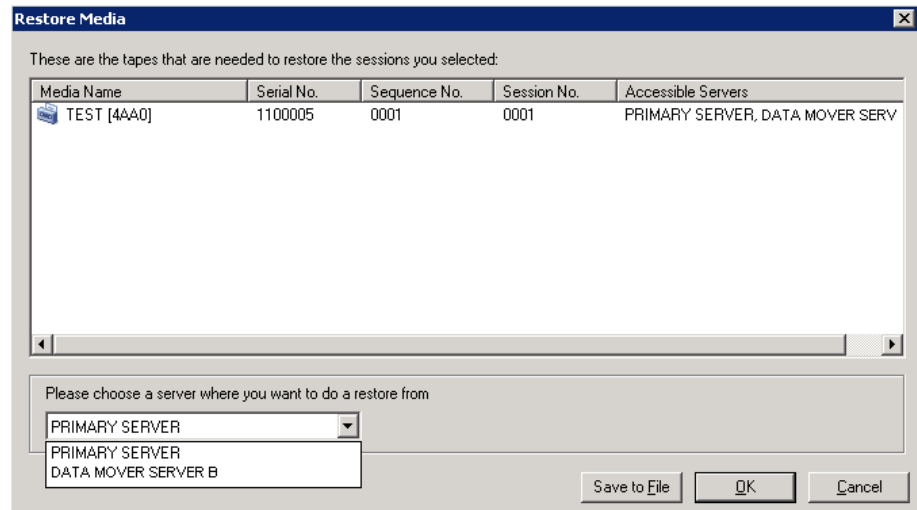 Restore Media
These are the tapes that are needed to restore the sessions you selected:
Media Name Serial No. Sequence No. Session No. Accessible Servers
TEST [4AA0] 1100005 0001 0001 PRIMARY SERVER, DATA MOVER SERV
Please choose a server where you want to do a restore from
PRIMARY SERVER
PRIMARY SERVER
DATA MOVER SERVER B
Save to File OK Cancel